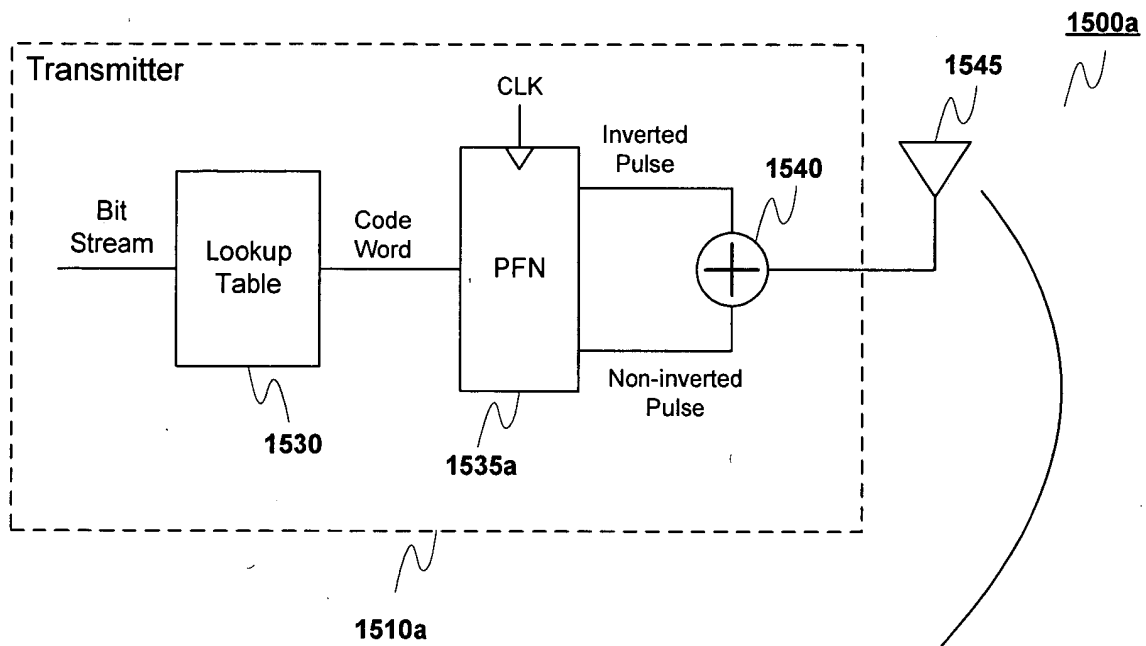 1500a
Transmitter
1545
CLK
Inverted
Pulse
1540
Bit
Stream
Lookup
Table
Code
Word
PFN
Non-inverted
Pulse
1530
1535a
1510a